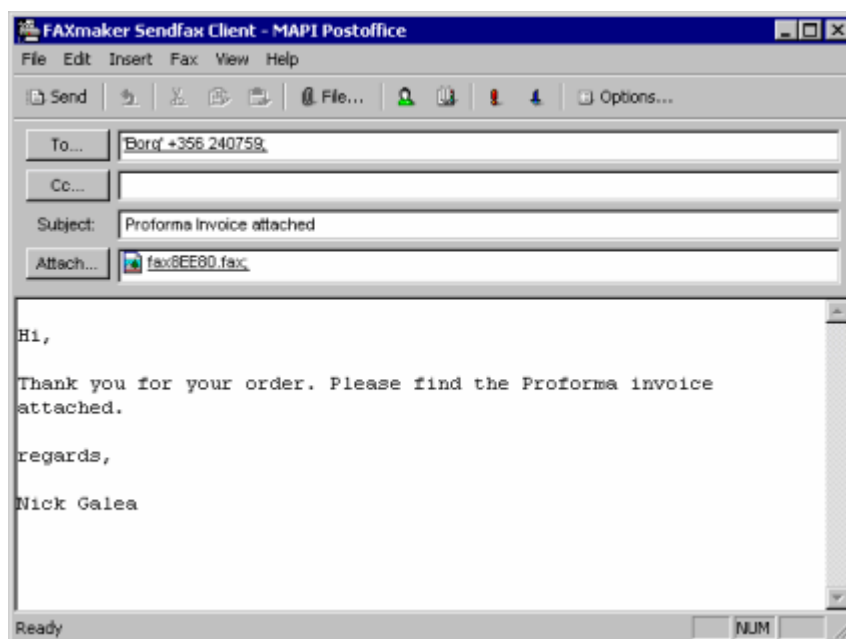 FAXmaker Sendfax Client - MAPI Postoffice
File Edit Insert Fax View Help
Send File... Options...
To... 'Borg' +356 240759;
Cc...
Subject: Proforma Invoice attached
Attach... fax8EE80.fax;
Hi,
Thank you for your order. Please find the Proforma invoice
attached.
regards,
Nick Galea
Ready NUM